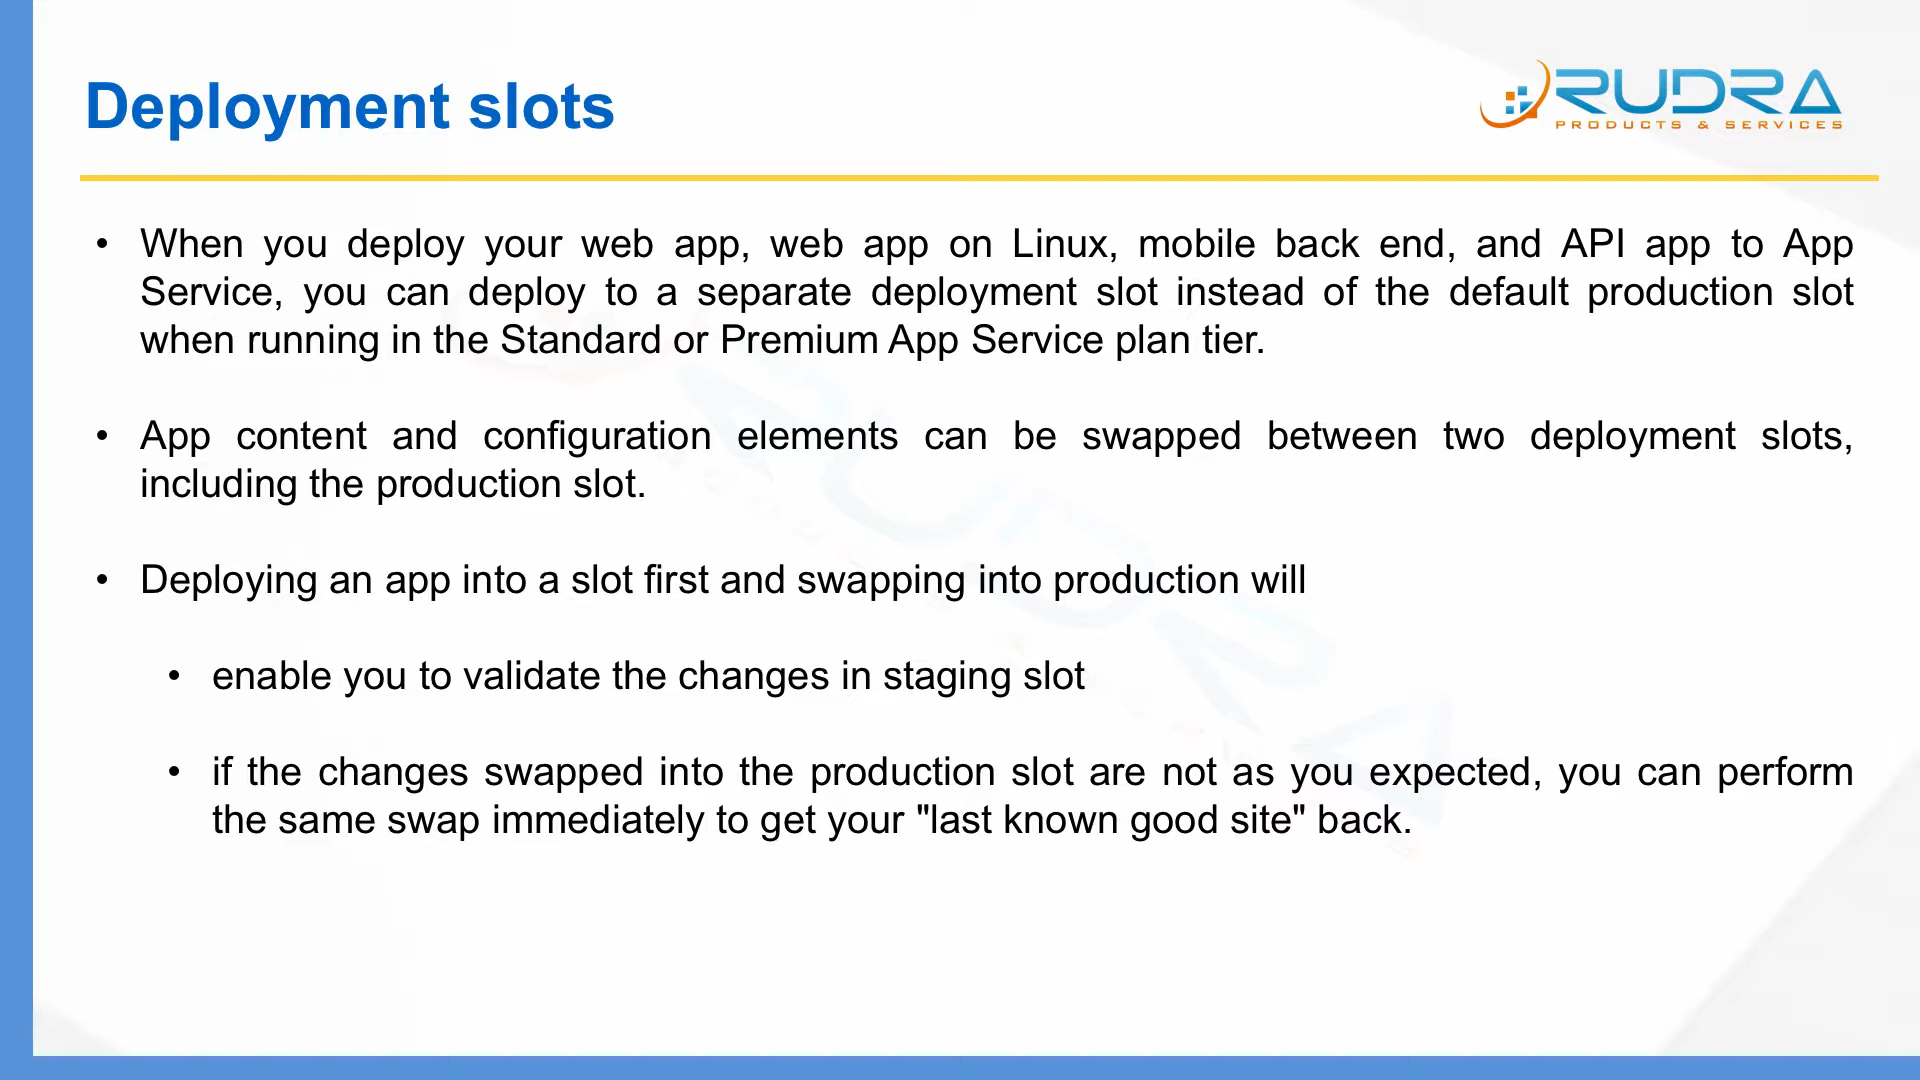 Deployment slots
RUDRA
PRODUCTS & SERVICES
• When you deploy your web app, web app on Linux, mobile back end, and API app to App
Service, you can deploy to a separate deployment slot instead of the default production slot
when running in the Standard or Premium App Service plan tier.
• App content and configuration elements can be swapped between two deployment slots,
including the production slot.
• Deploying an app into a slot first and swapping into production will
• enable you to validate the changes in staging slot
• if the changes swapped into the production slot are not as you expected, you can perform
the same swap immediately to get your "last known good site" back.